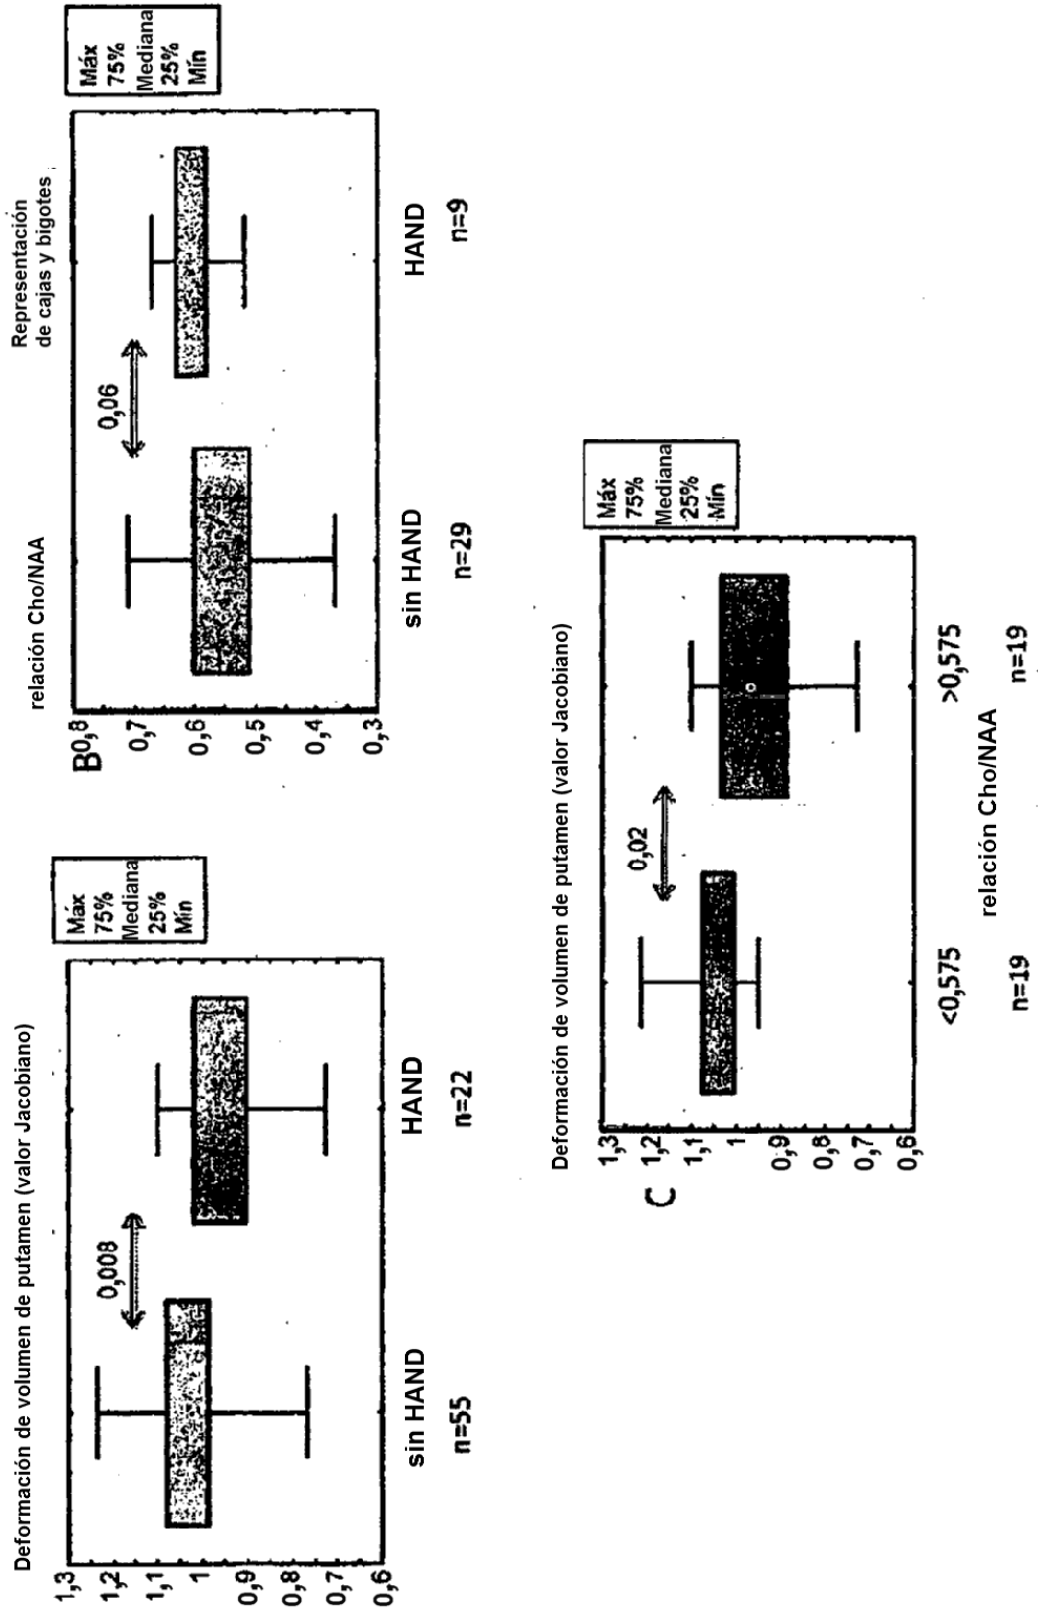 Deformación de volumen de putamen (valor Jacobiano)
1,3
1,2
1,1
1
0,9
0,8
0,7
0,6
0,008
sin HAND
HAND
n=55
n=22
Máx
75%
Mediana
25%
Mín
B
relación Cho/NAA
Representación
de cajas y bigotes
0,8
0,7
0,6
0,5
0,4
0,3
0,06
sin HAND
HAND
n=29
n=9
Máx
75%
Mediana
25%
Mín
C
Deformación de volumen de putamen (valor Jacobiano)
1,3
1,2
1,1
1
0,9
0,8
0,7
0,6
0,02
<0,575
>0,575
relación Cho/NAA
n=19
n=19
Máx
75%
Mediana
25%
Mín